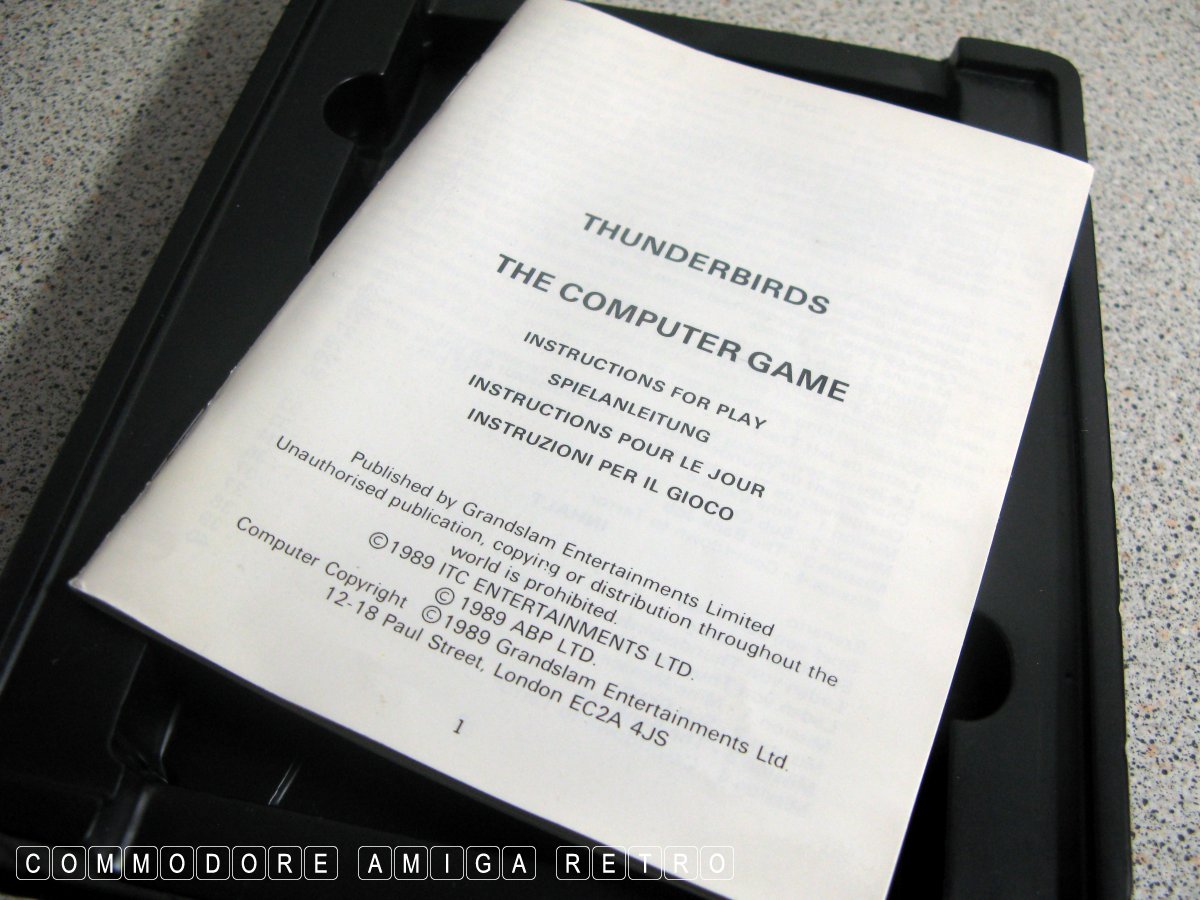 THUNDERBIRDS
THE COMPUTER GAME
INSTRUCTIONS FOR PLAY
SPIELANLEITUNG
INSTRUCTIONS POUR LE JOUR
INSTRUZIONI PER IL GIOCO
Published by Grandslam Entertainments Limited
Unauthorised publication, copying or distribution throughout the
world is prohibited.
©1989 ITC ENTERTAINMENTS LTD.
© 1989 ABP LTD.
Computer Copyright ©1989 Grandslam Entertainments Ltd.
12-18 Paul Street, London EC2A 4JS
1
COMMODORE AMIGA RETRO